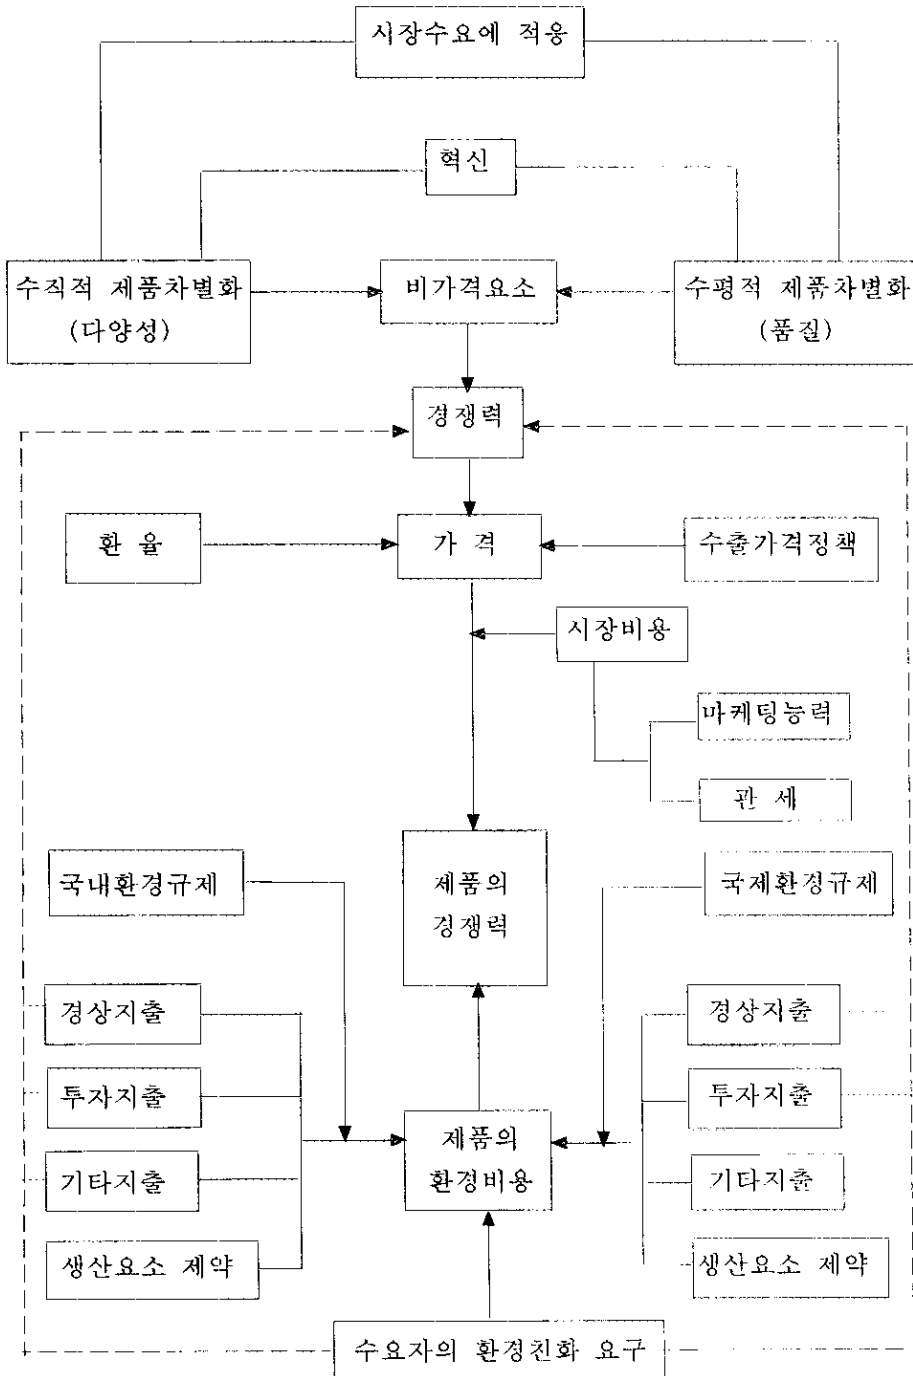 시장수요에 적응
혁신
수직적 제품차별화
(다양성)
비가격요소
수평적 제품차별화
(품질)
경쟁력
환 율
가 격
수출가격정책
시장비용
마케팅능력
관 세
국내환경규제
제품의
경쟁력
국제환경규제
경상지출
경상지출
투자지출
투자지출
제품의
환경비용
기타지출
기타지출
생산요소 제약
생산요소 제약
수요자의 환경친화 요구